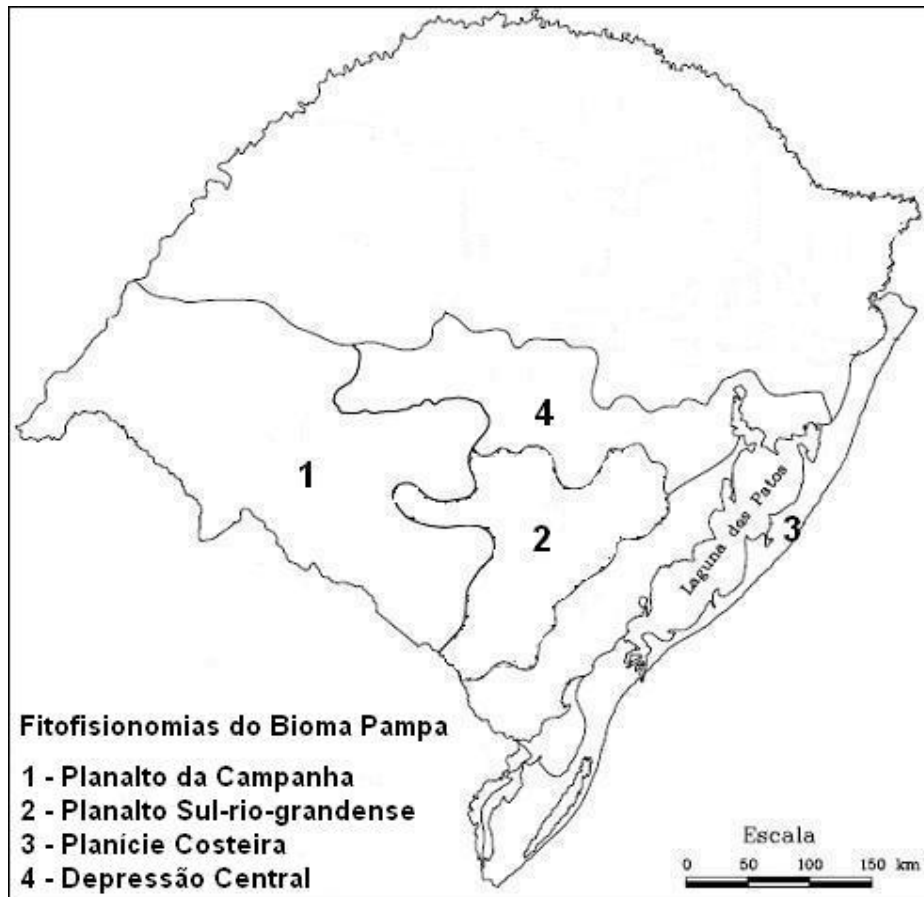 4
1
2
3
Laguna dos Patos
Fitofisionomias do Bioma Pampa
1 - Planalto da Campanha
2 - Planalto Sul-rio-grandense
3 - Planície Costeira
4 - Depressão Central
Escala
0 50 100 150 km